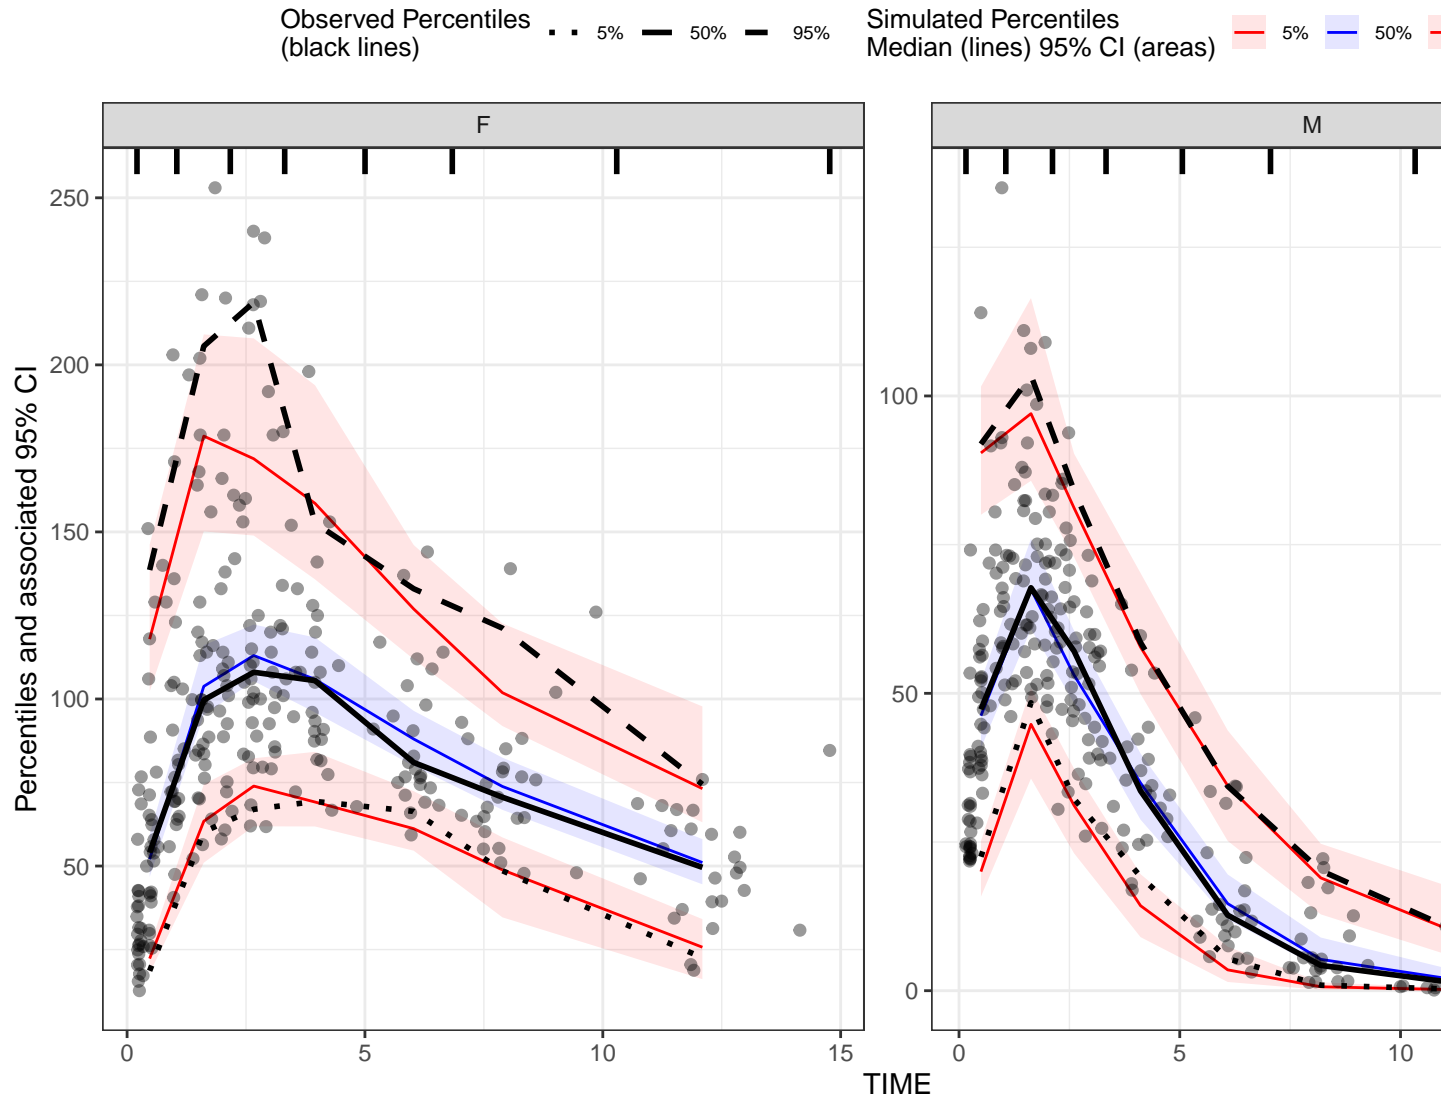 Observed Percentiles
(black lines)
5% 50% 95%
Simulated Percentiles
Median (lines) 95% CI (areas)
5% 50%
F
M
Percentiles and associated 95% CI
250
200
150
100
50
100
50
0
0 5 10 15
0 5 10
TIME